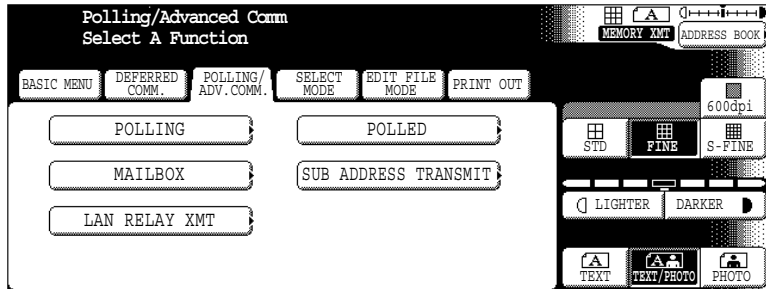 Polling/Advanced Comm
Select A Function
A
MEMORY XMT
ADDRESS BOOK
BASIC MENU
DEFERRED
COMM.
POLLING/
ADV.COMM.
SELECT
MODE
EDIT FILE
MODE
PRINT OUT
600dpi
POLLING
POLLED
STD
FINE
S-FINE
MAILBOX
SUB ADDRESS TRANSMIT
LIGHTER
DARKER
LAN RELAY XMT
A
TEXT
A
TEXT/PHOTO
PHOTO